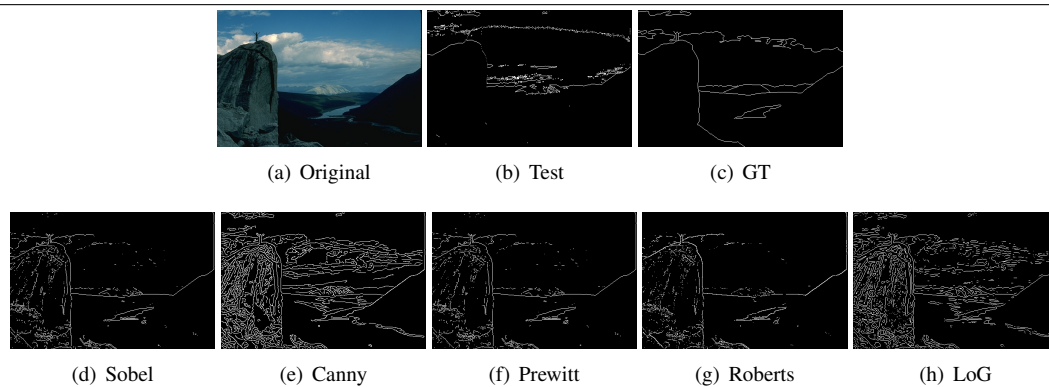 (a) Original (b) Test (c) GT
(d) Sobel (e) Canny (f) Prewitt (g) Roberts (h) LoG